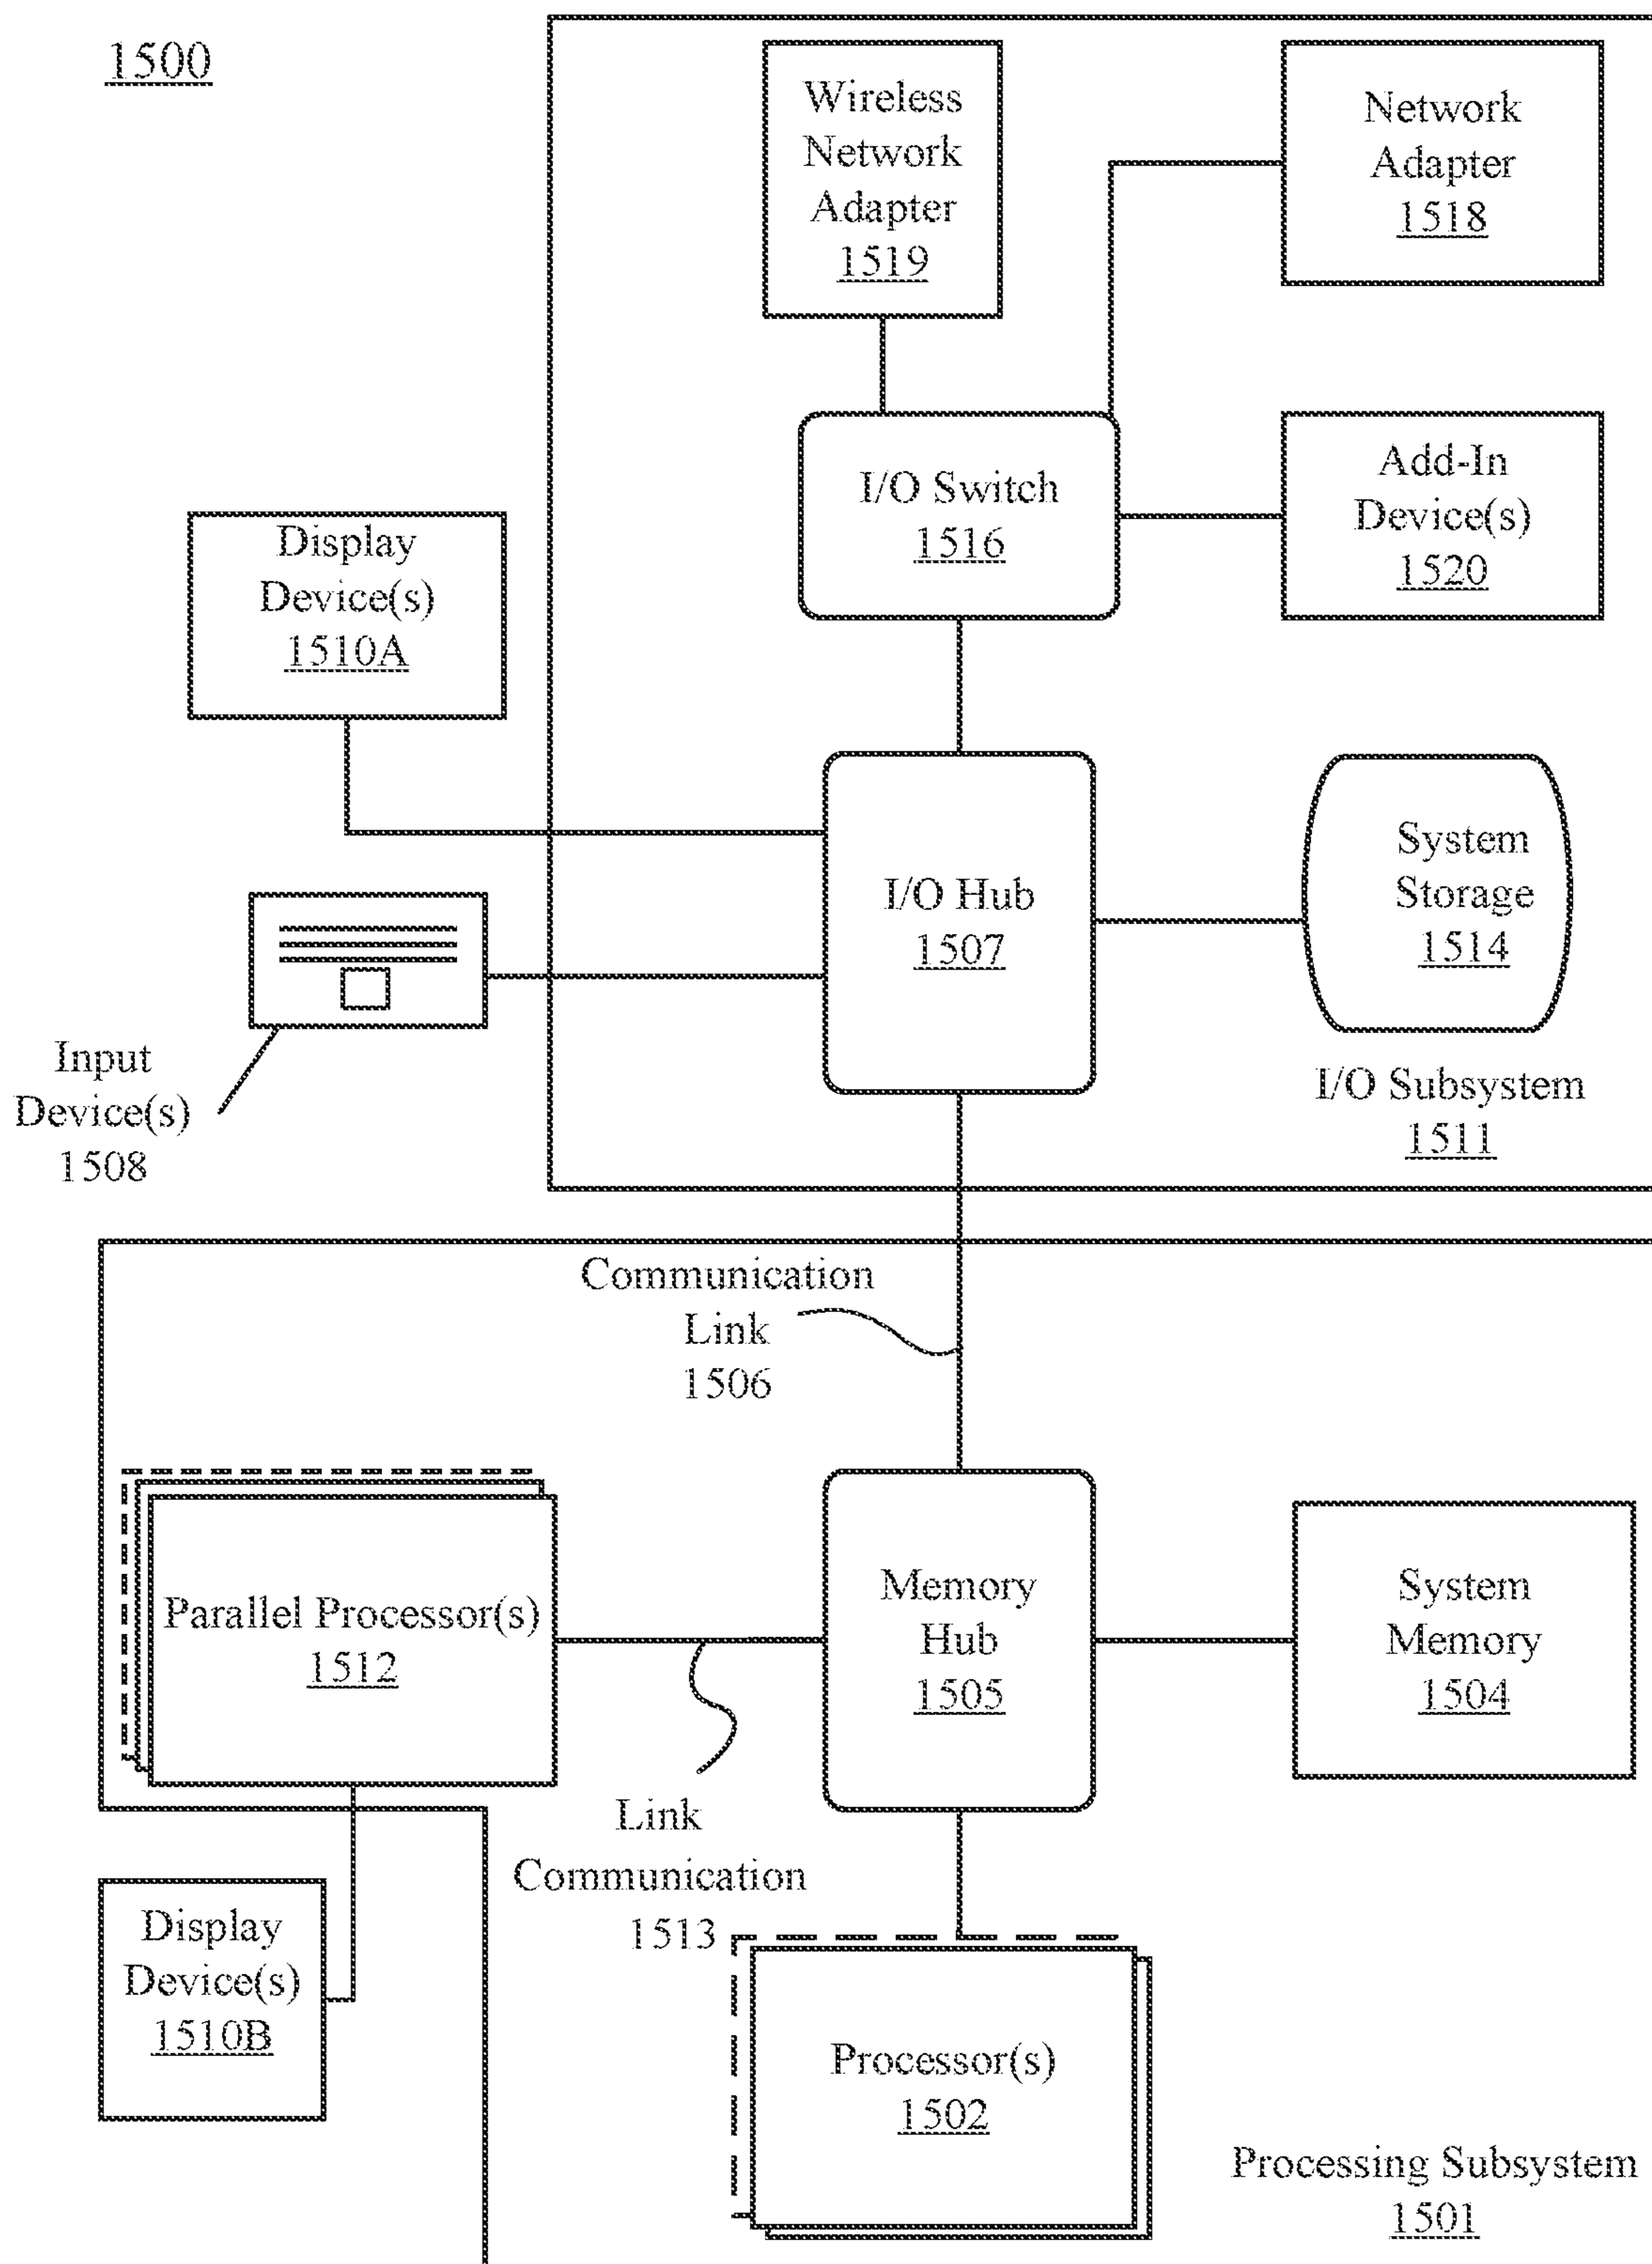 1500
Wireless
Network
Adapter
1519
Network
Adapter
1518
I/O Switch
1516
Add-In
Device(s)
1520
Display
Device(s)
1510A
I/O Hub
1507
System
Storage
1514
Input
Device(s)
1508
I/O Subsystem
1511
Communication
Link
1506
Parallel Processor(s)
1512
Memory
Hub
1505
System
Memory
1504
Link
Communication
1513
Display
Device(s)
1510B
Processor(s)
1502
Processing Subsystem
1501